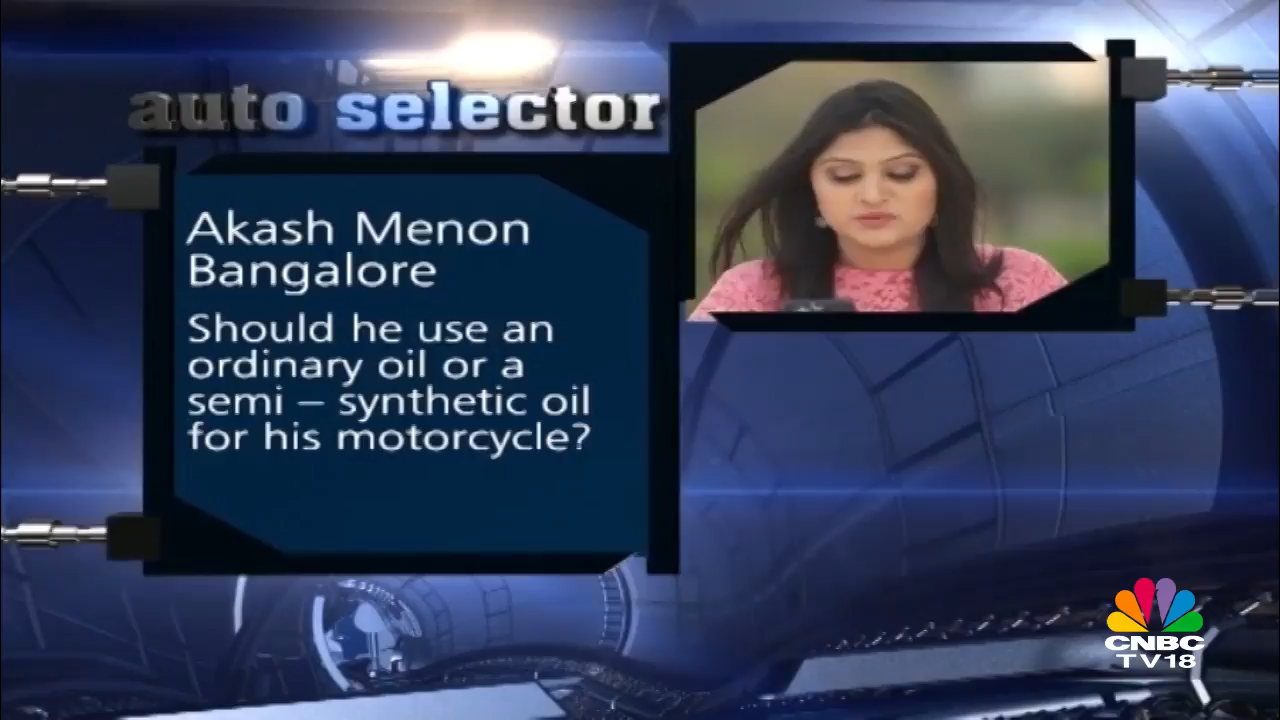 auto selector
Akash Menon
Bangalore
Should he use an
ordinary oil or a
semi – synthetic oil
for his motorcycle?
CNBC
TV18